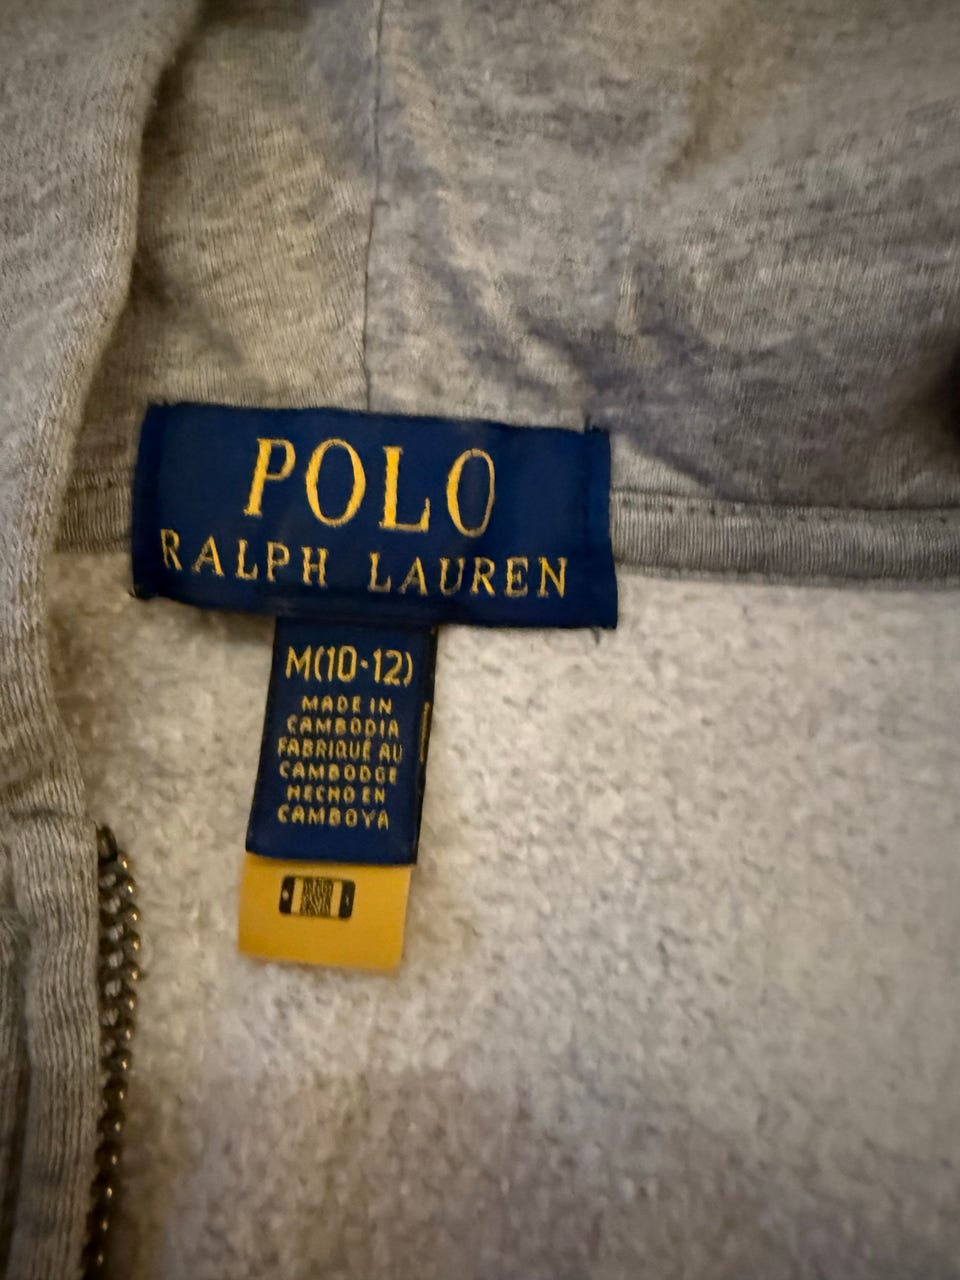 POLO
RALPH LAUREN
M(10-12)
MADE IN
CAMBODIA
FABRIQUÉ AU
CAMBODGE
HECHO EN
CAMBOYA